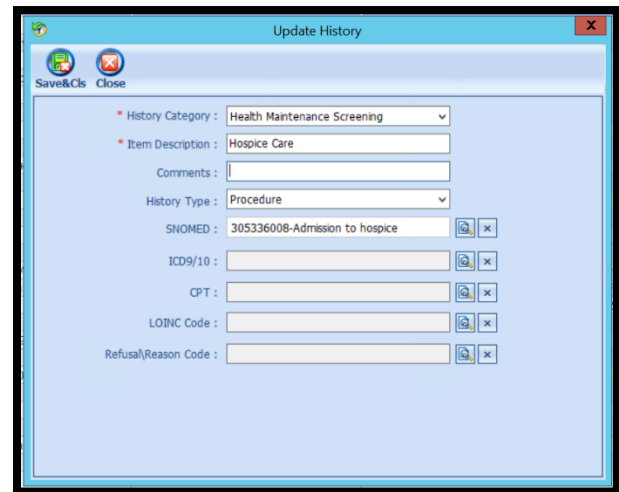 Update History
X
Save&Cls Close
* History Category : Health Maintenance Screening
* Item Description : Hospice Care
Comments :
History Type : Procedure
SNOMED : 305336008-Admission to hospice
ICD9/10 :
CPT :
LOINC Code :
Refusal\Reason Code :